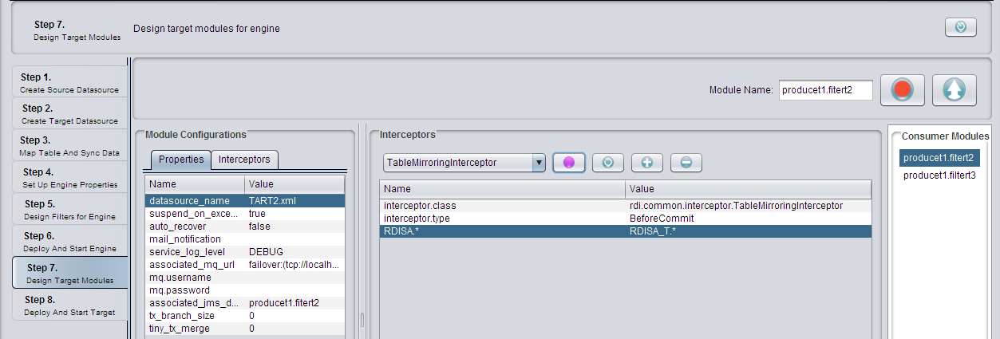 Step 7.
Design Target Modules
Design target modules for engine
Step 1.
Create Source Datasource
Step 2.
Create Target Datasource
Step 3.
Map Table And Sync Data
Step 4.
Set Up Engine Properties
Step 5.
Design Filters for Engine
Step 6.
Deploy And Start Engine
Step 7.
Design Target Modules
Step 8.
Deploy And Start Target
Module Name: producet1.fitert2
Module Configurations
Properties Interceptors
Name Value
datasource_name TART2.xml
suspend_on_exce... true
auto_recover false
mail_notification
service_log_level DEBUG
associated_mq_url failover:(tcp://localh...
mq.username
mq.password
associated_jms_d... producet1.fitert2
tx_branch_size 0
tiny_tx_merge 0
Interceptors
TableMirroringInterceptor
Name Value
interceptor.class rdi.common.interceptor.TableMirroringInterceptor
interceptor.type BeforeCommit
RDISA.* RDISA_T.*
Consumer Modules
producet1.fitert2
producet1.filtert3